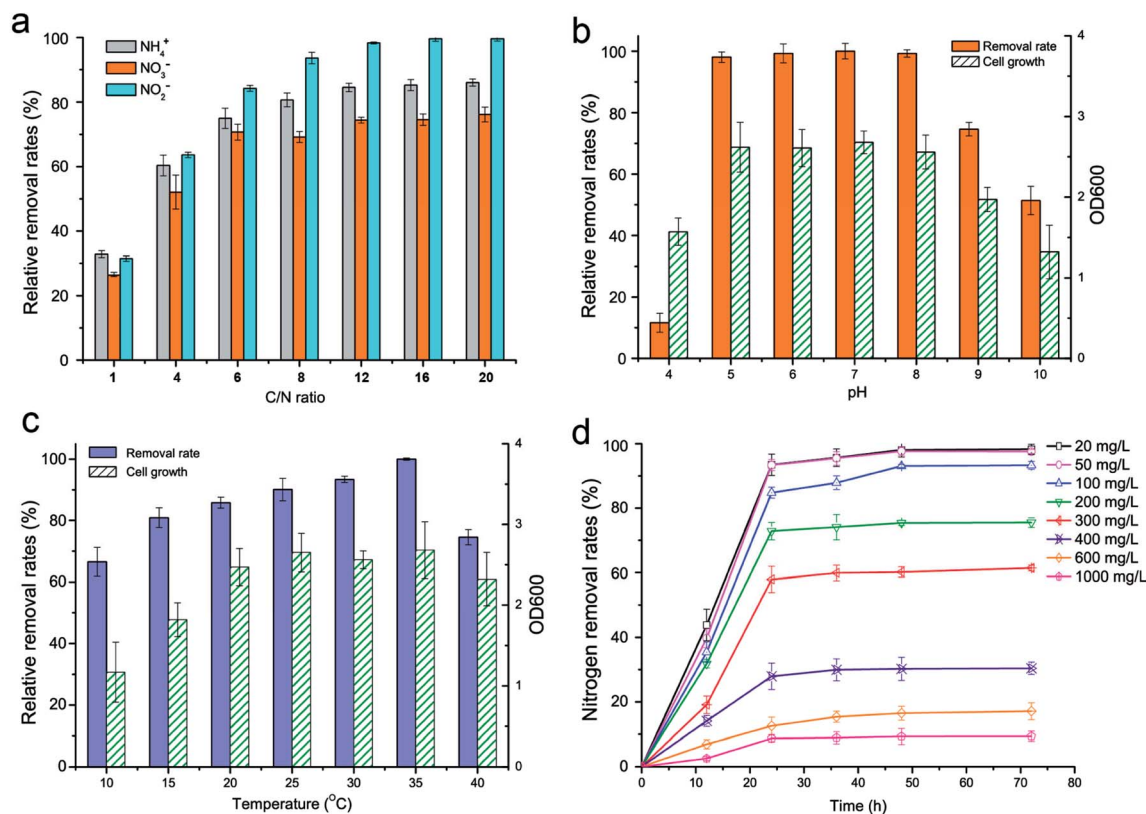 a
NH₄⁺
NO₃⁻
NO₂⁻
Relative removal rates (%)
100
80
60
40
20
0
1 4 6 8 12 16 20
C/N ratio
b
Removal rate
Cell growth
Relative removal rates (%)
100
80
60
40
20
0
4
3
2
1
0
OD600
4 5 6 7 8 9 10
pH
c
Removal rate
Cell growth
Relative removal rates (%)
100
80
60
40
20
0
4
3
2
1
0
OD600
10 15 20 25 30 35 40
Temperature (°C)
d
20 mg/L
50 mg/L
100 mg/L
200 mg/L
300 mg/L
400 mg/L
600 mg/L
1000 mg/L
Nitrogen removal rates (%)
100
80
60
40
20
0
0 10 20 30 40 50 60 70 80
Time (h)